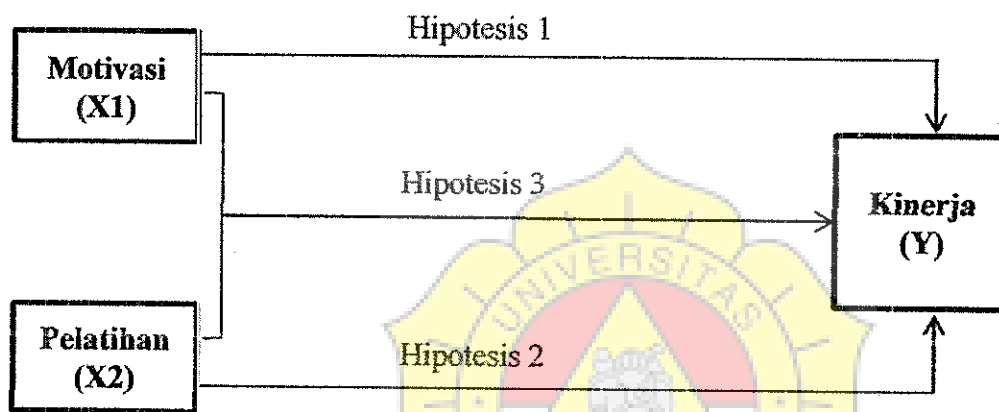 Hipotesis 1
Motivasi
(X1)
Hipotesis 3
Kinerja
(Y)
UNIVERSITAS
Pelatihan
(X2)
Hipotesis 2